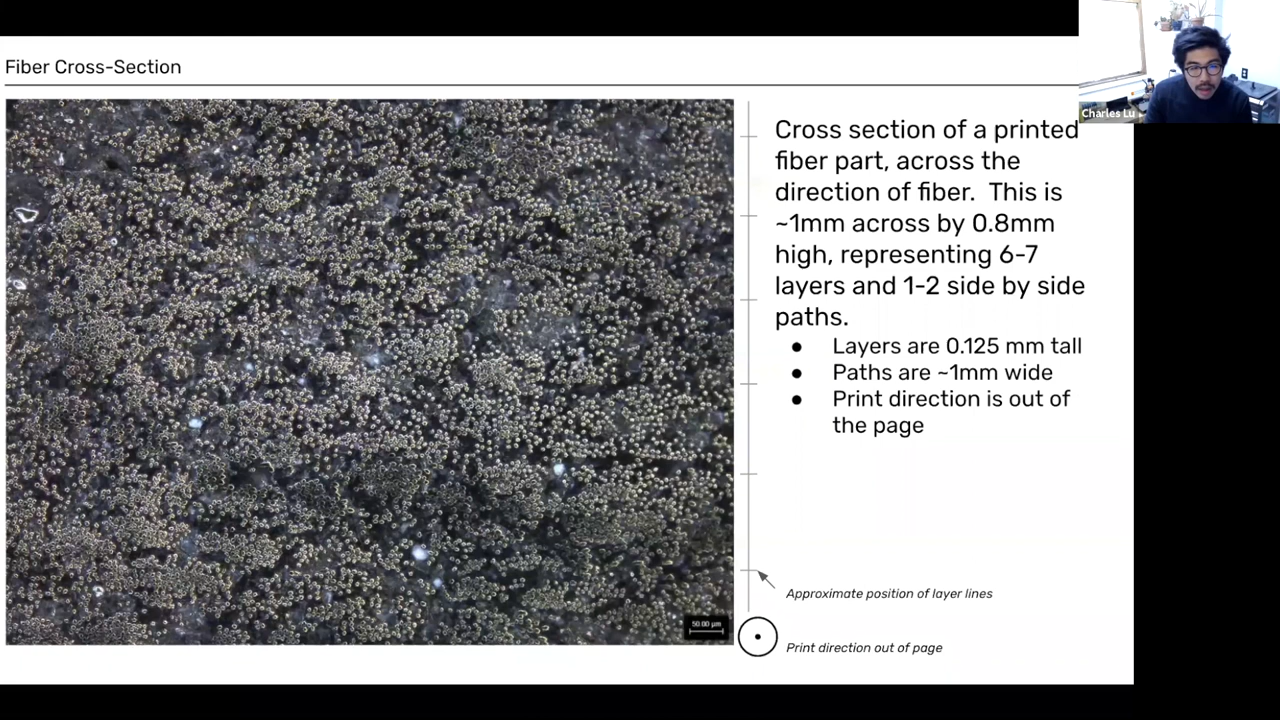 Fiber Cross-Section
Charles Lu
Cross section of a printed
fiber part, across the
direction of fiber. This is
~1mm across by 0.8mm
high, representing 6-7
layers and 1-2 side by side
paths.
● Layers are 0.125 mm tall
● Paths are ~1mm wide
● Print direction is out of
the page
Approximate position of layer lines
50.00 µm
Print direction out of page